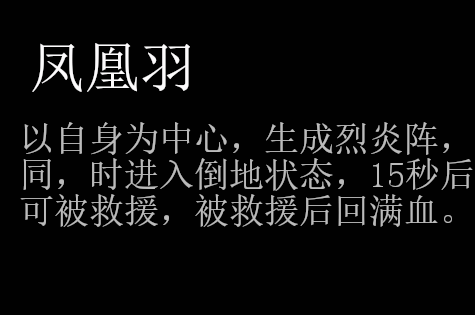 凤凰羽
以自身为中心，生成烈炎阵，
同，时进入倒地状态，15秒后
可被救援，被救援后回满血。